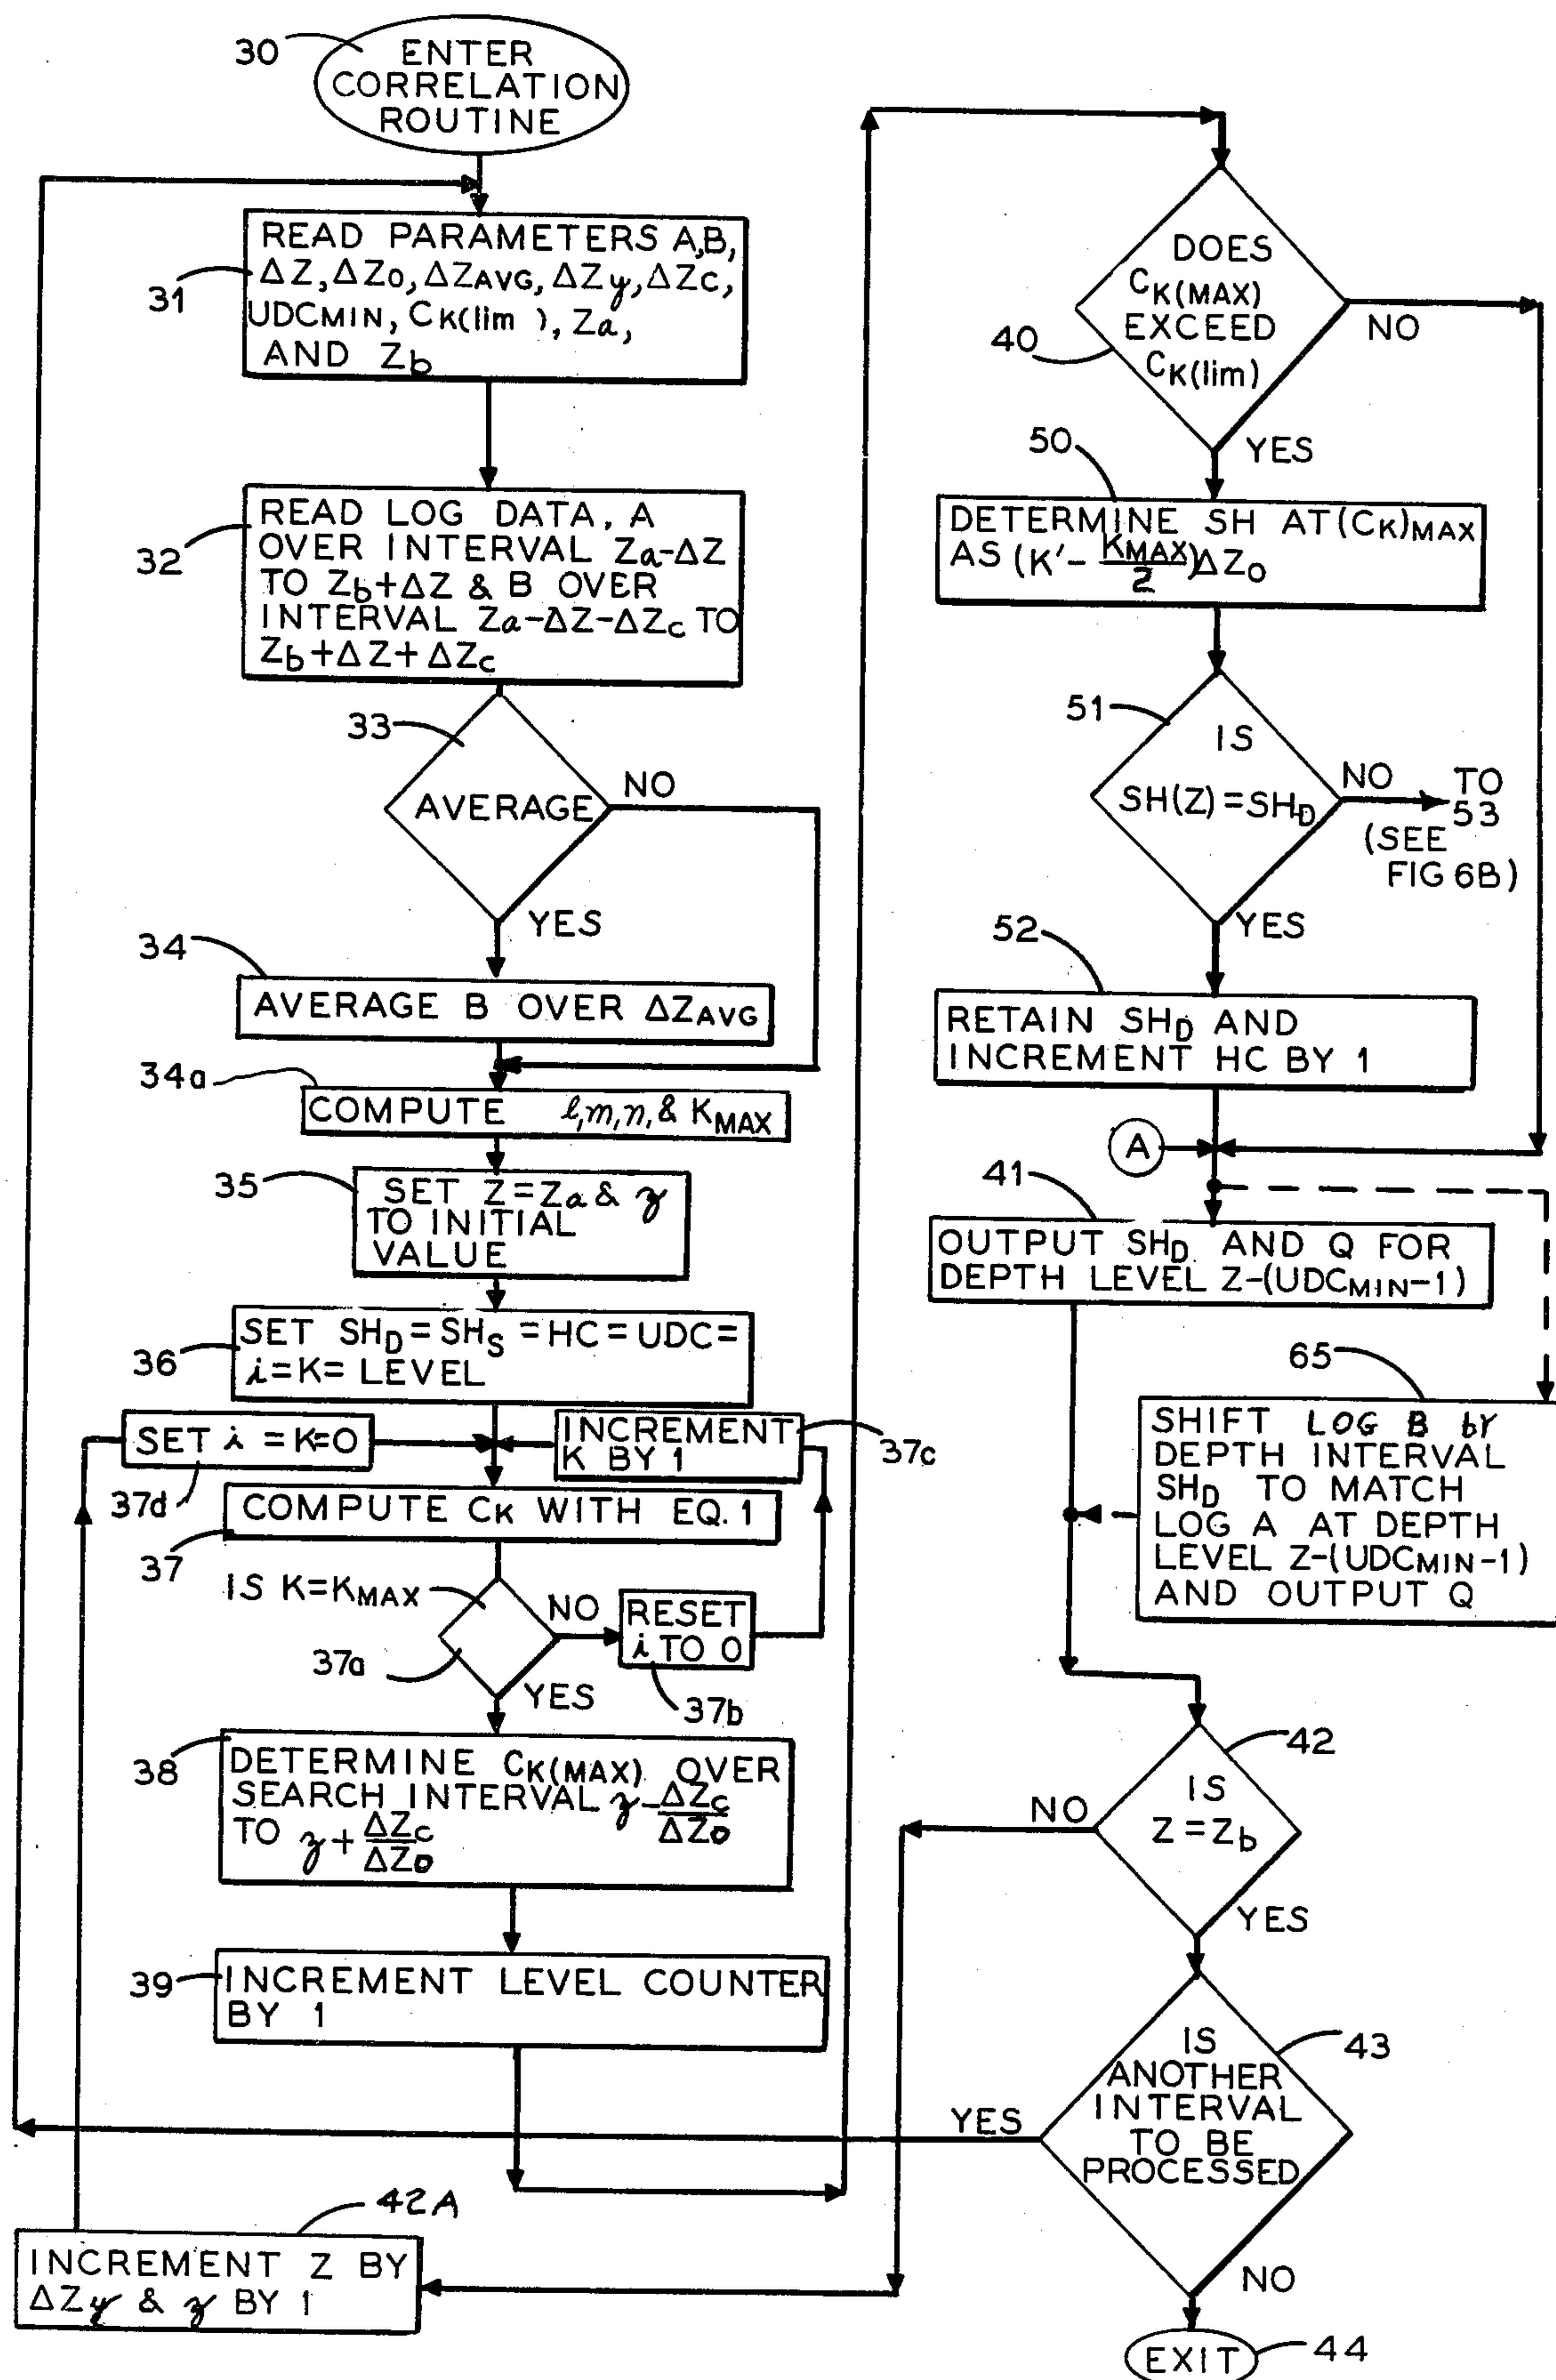 30
ENTER
CORRELATION
ROUTINE
31
READ PARAMETERS A,B,
ΔZ, ΔZo, ΔZAVG, ΔZy, ΔZc,
UDCMIN, CK(lim ), Za,
AND Zb
32
READ LOG DATA, A
OVER INTERVAL Za-ΔZ
TO Zb+ΔZ & B OVER
INTERVAL Za-ΔZ-ΔZc TO
Zb+ΔZ+ΔZc
33
AVERAGE
NO
YES
34
AVERAGE B OVER ΔZAVG
34a
COMPUTE l,m,n, & KMAX
35
SET Z=Za & z
TO INITIAL
VALUE
36
SET SHD=SHS=HC=UDC=
i=K= LEVEL
SET i =K=0
37d
INCREMENT
K BY 1
37c
COMPUTE CK WITH EQ. 1
37
IS K=KMAX
37a
NO
RESET
i TO 0
37b
YES
38
DETERMINE CK(MAX) OVER
SEARCH INTERVAL z-ΔZc/ΔZo
TO z+ΔZc/ΔZo
39
INCREMENT LEVEL COUNTER
BY 1
42A
INCREMENT Z BY
ΔZy & z BY 1
40
DOES
CK(MAX)
EXCEED
CK(lim)
NO
YES
50
DETERMINE SH AT (CK)MAX
AS (K'-KMAX/2)ΔZo
51
IS
SH(Z)=SHD
NO
TO
53
(SEE
FIG 6B)
YES
52
RETAIN SHD AND
INCREMENT HC BY 1
A
41
OUTPUT SHD AND Q FOR
DEPTH LEVEL Z-(UDCMIN-1)
65
SHIFT LOG B bY
DEPTH INTERVAL
SHD TO MATCH
LOG A AT DEPTH
LEVEL Z-(UDCMIN-1)
AND OUTPUT Q
42
IS
Z=Zb
NO
YES
43
IS
ANOTHER
INTERVAL
TO BE
PROCESSED
YES
NO
EXIT
44